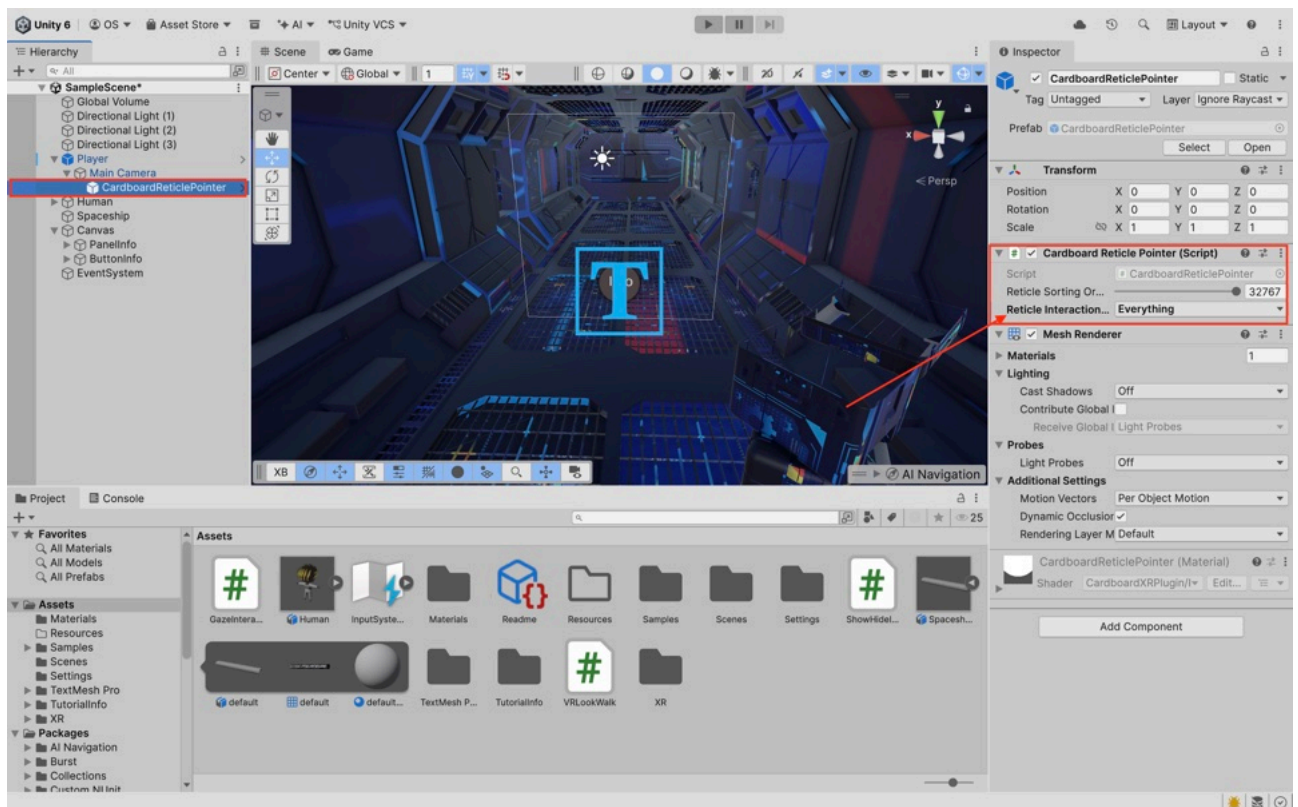 Unity 6 OS Asset Store AI Unity VCS Layout
Hierarchy
All
SampleScene*
Global Volume
Directional Light (1)
Directional Light (2)
Directional Light (3)
Player
Main Camera
CardboardReticlePointer
Human
Spaceship
Canvas
PanelInfo
ButtonInfo
EventSystem
Scene Game
Center Global 1
y
x
Persp
T
XB AI Navigation
Inspector
CardboardReticlePointer Static
Tag Untagged Layer Ignore Raycast
Prefab CardboardReticlePointer
Select Open
Transform
Position X 0 Y 0 Z 0
Rotation X 0 Y 0 Z 0
Scale X 1 Y 1 Z 1
# Cardboard Reticle Pointer (Script)
Script # CardboardReticlePointer
Reticle Sorting Or... 32767
Reticle Interaction... Everything
Mesh Renderer
Materials 1
Lighting
Cast Shadows Off
Contribute Global I
Receive Global I Light Probes
Probes
Light Probes Off
Additional Settings
Motion Vectors Per Object Motion
Dynamic Occlusion
Rendering Layer M Default
CardboardReticlePointer (Material)
Shader CardboardXRPlugin/I Edit...
Add Component
Project Console
25
Favorites
All Materials
All Models
All Prefabs
Assets
Materials
Resources
Samples
Scenes
Settings
TextMesh Pro
TutorialInfo
XR
Packages
AI Navigation
Burst
Collections
Custom NUnit
Assets
# {} #
GazeIntera... Human InputSyste... Materials Readme Resources Samples Scenes Settings ShowHideI... Spacesh...
#
default default default... TextMesh P... TutorialInfo VRLookWalk XR